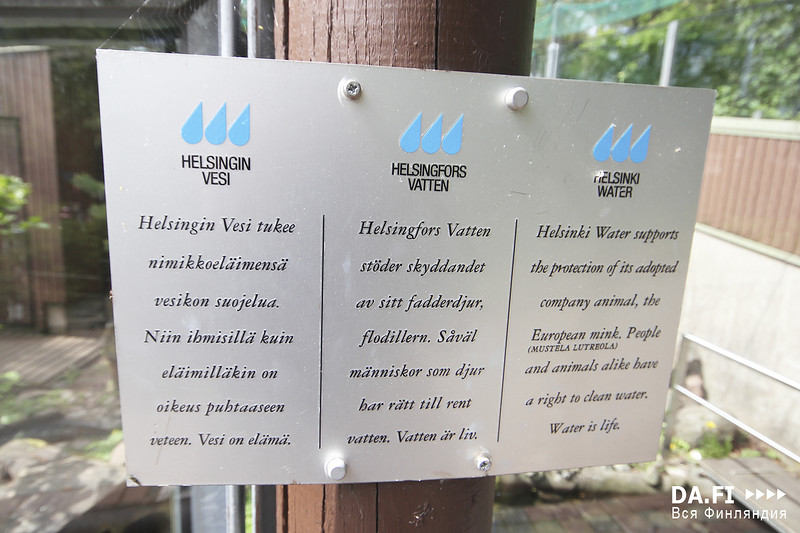 HELSINGIN
VESI
Helsingin Vesi tukee
nimikkoeläimensä
vesikon suojelua.
Niin ihmisillä kuin
eläimilläkin on
oikeus puhtaaseen
veteen. Vesi on elämä.
HELSINGFORS
VATTEN
Helsingfors Vatten
stöder skyddandet
av sitt fadderdjur,
flodillern. Såväl
människor som djur
har rätt till rent
vatten. Vatten är liv.
HELSINKI
WATER
Helsinki Water supports
the protection of its adopted
company animal, the
European mink. People
(MUSTELA LUTREOLA)
and animals alike have
a right to clean water.
Water is life.
DA.FI
Вся Финляндия